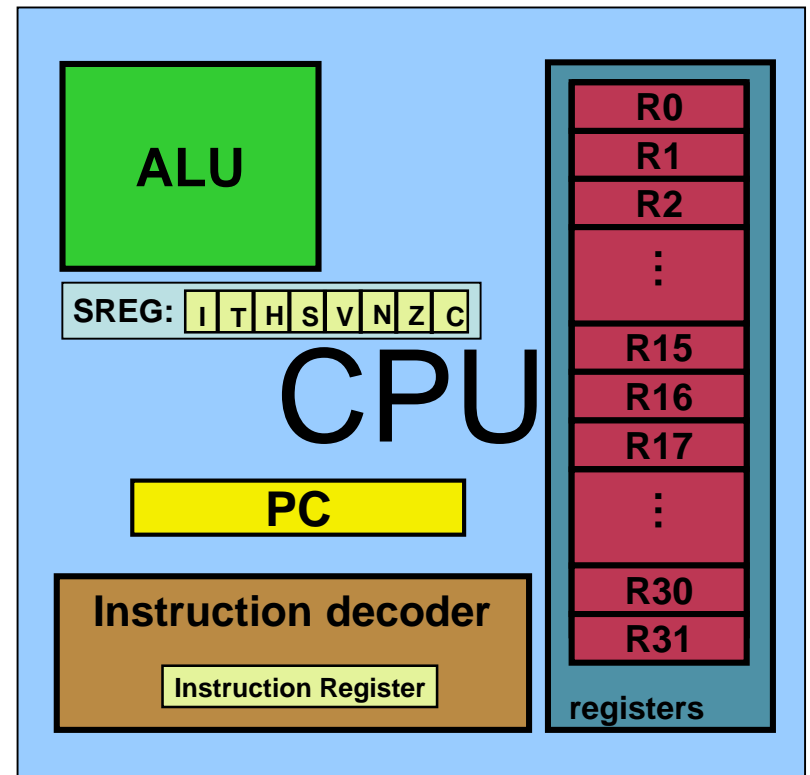 ALU
SREG: I T H S V N Z C
CPU
PC
Instruction decoder
Instruction Register
R0
R1
R2
⋮
R15
R16
R17
⋮
R30
R31
registers